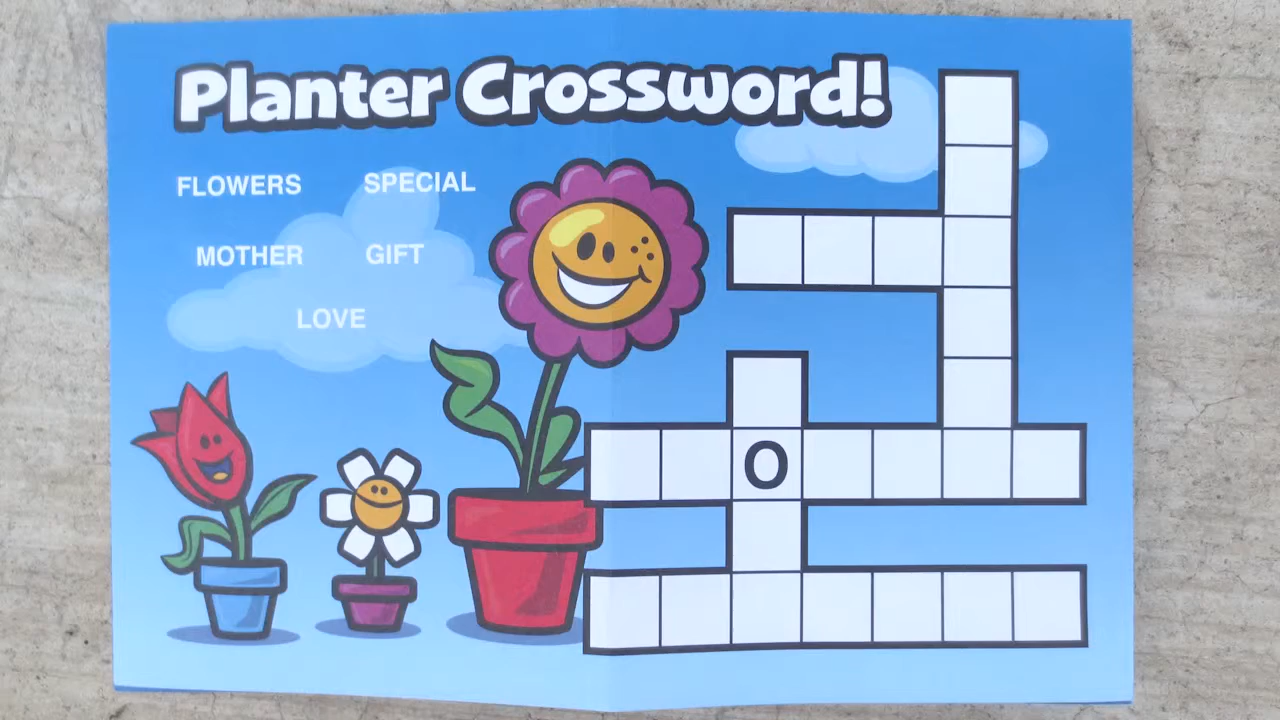 Planter Crossword!
FLOWERS SPECIAL
MOTHER GIFT
LOVE
O